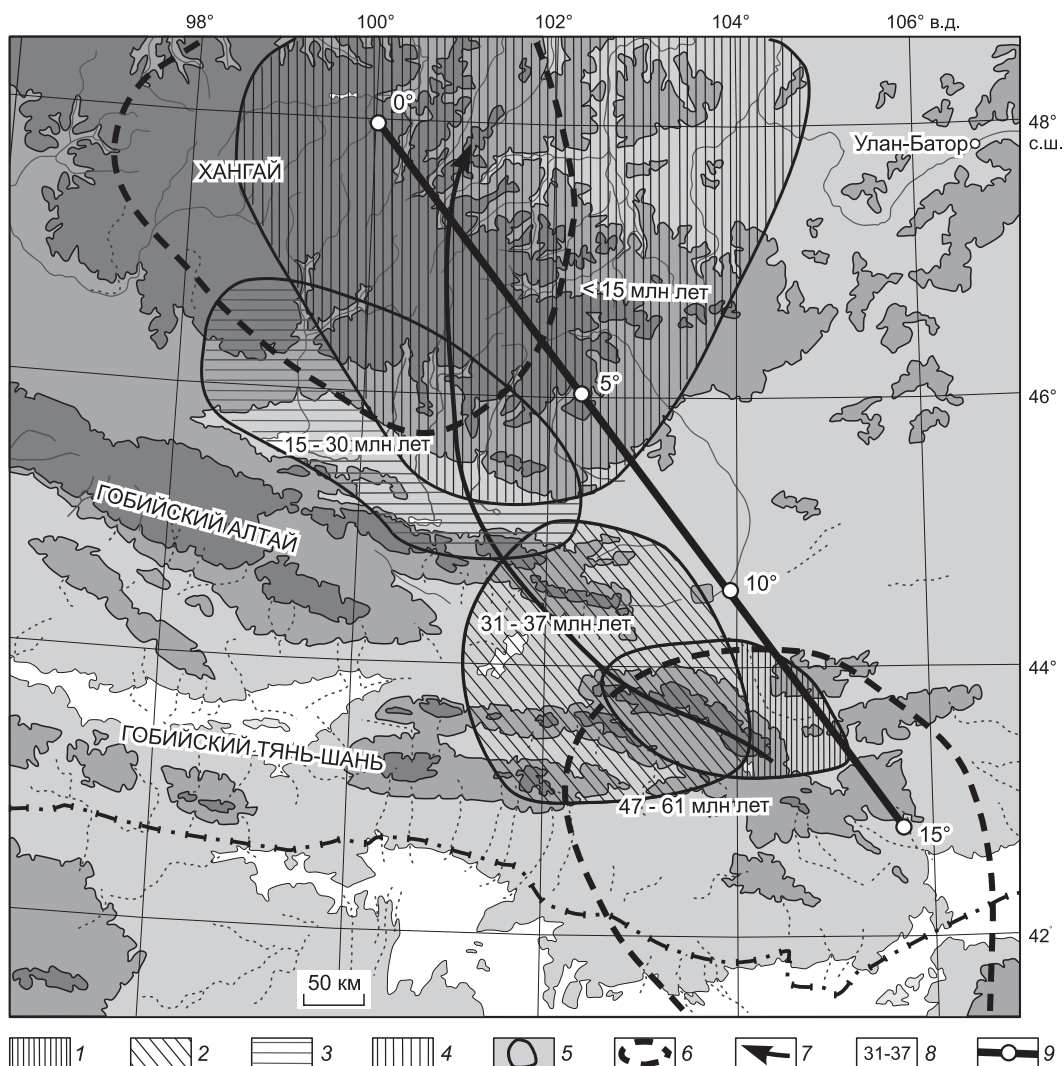 98° 100° 102° 104° 106° в.д.
0°
48°
с.ш.
Улан-Батор
ХАНГАЙ
< 15 млн лет
5°
46°
15 - 30 млн лет
ГОБИЙСКИЙ АЛТАЙ
10°
31 - 37 млн лет
44°
ГОБИЙСКИЙ ТЯНЬ-ШАНЬ
47 - 61 млн лет
15°
42°
50 км
1 2 3 4 5 6 7 31-37 8 9